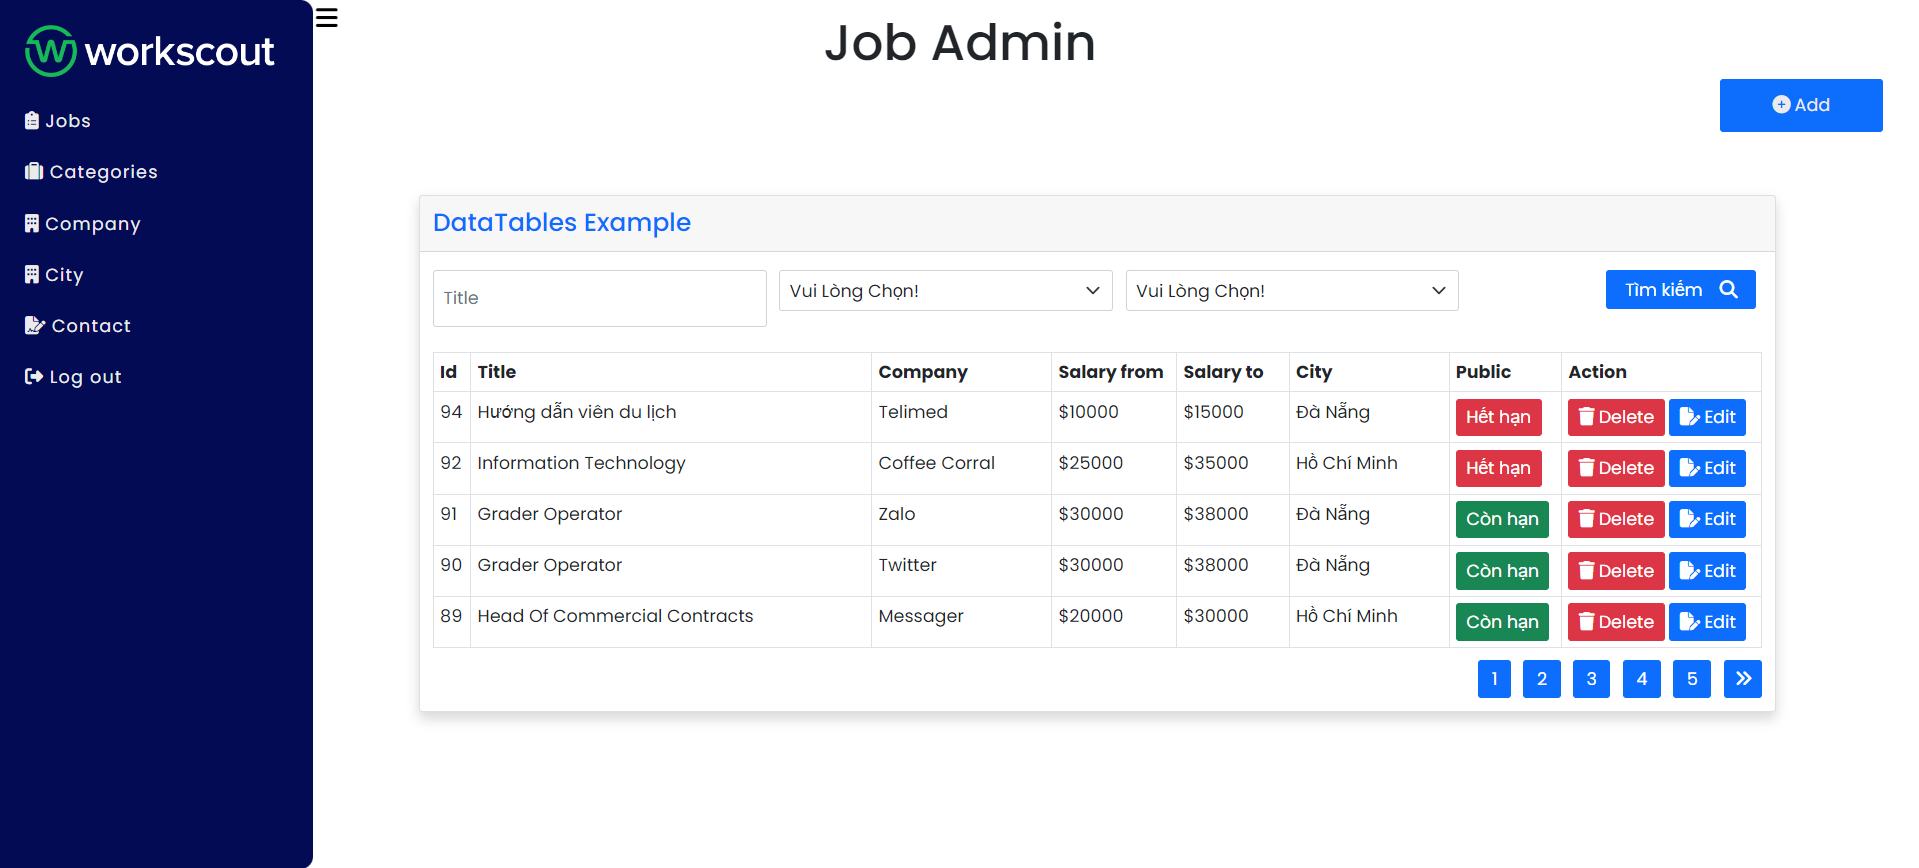 workscout
Jobs
Categories
Company
City
Contact
Log out
Job Admin
Add
DataTables Example
Title
Vui Lòng Chọn!
Vui Lòng Chọn!
Tìm kiếm
Id Title Company Salary from Salary to City Public Action
94 Hướng dẫn viên du lịch Telimed $10000 $15000 Đà Nẵng Hết hạn Delete Edit
92 Information Technology Coffee Corral $25000 $35000 Hồ Chí Minh Hết hạn Delete Edit
91 Grader Operator Zalo $30000 $38000 Đà Nẵng Còn hạn Delete Edit
90 Grader Operator Twitter $30000 $38000 Đà Nẵng Còn hạn Delete Edit
89 Head Of Commercial Contracts Messager $20000 $30000 Hồ Chí Minh Còn hạn Delete Edit
1 2 3 4 5 »